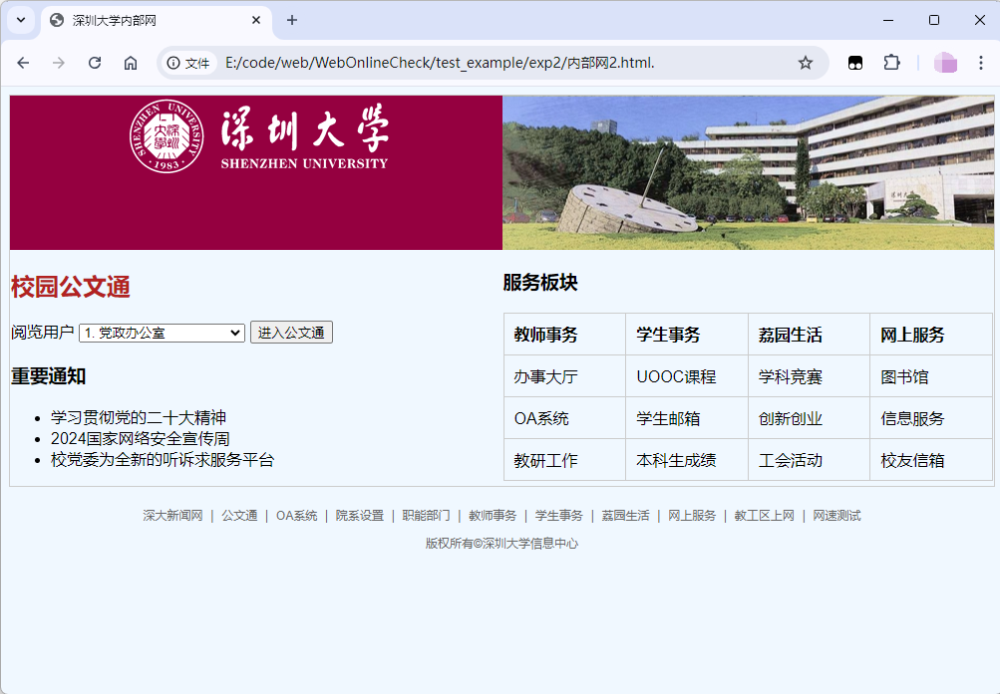 深圳大学内部网
文件 E:/code/web/WebOnlineCheck/test_example/exp2/内部网2.html.
深圳大学
SHENZHEN UNIVERSITY
SHENZHEN UNIVERSITY
·1983·
深圳大学
校园公文通
阅览用户 1. 党政办公室 进入公文通
重要通知
学习贯彻党的二十大精神
2024国家网络安全宣传周
校党委为全新的听诉求服务平台
服务板块
教师事务 学生事务 荔园生活 网上服务
办事大厅 UOOC课程 学科竞赛 图书馆
OA系统 学生邮箱 创新创业 信息服务
教研工作 本科生成绩 工会活动 校友信箱
深大新闻网 | 公文通 | OA系统 | 院系设置 | 职能部门 | 教师事务 | 学生事务 | 荔园生活 | 网上服务 | 教工区上网 | 网速测试
版权所有©深圳大学信息中心